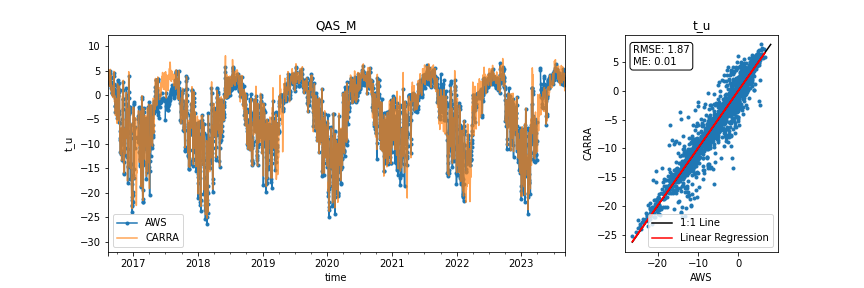 QAS_M
t_u
10
5
0
−5
−10
−15
−20
−25
−30
t_u
AWS
CARRA
2017
2018
2019
2020
2021
2022
2023
time
t_u
RMSE: 1.87
ME: 0.01
5
0
−5
−10
−15
−20
−25
CARRA
1:1 Line
Linear Regression
−20
−10
0
AWS